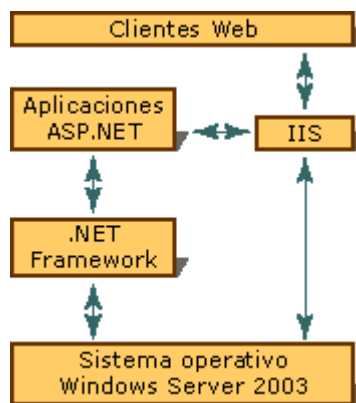 Clientes Web
Aplicaciones
ASP.NET
IIS
.NET
Framework
Sistema operativo
Windows Server 2003